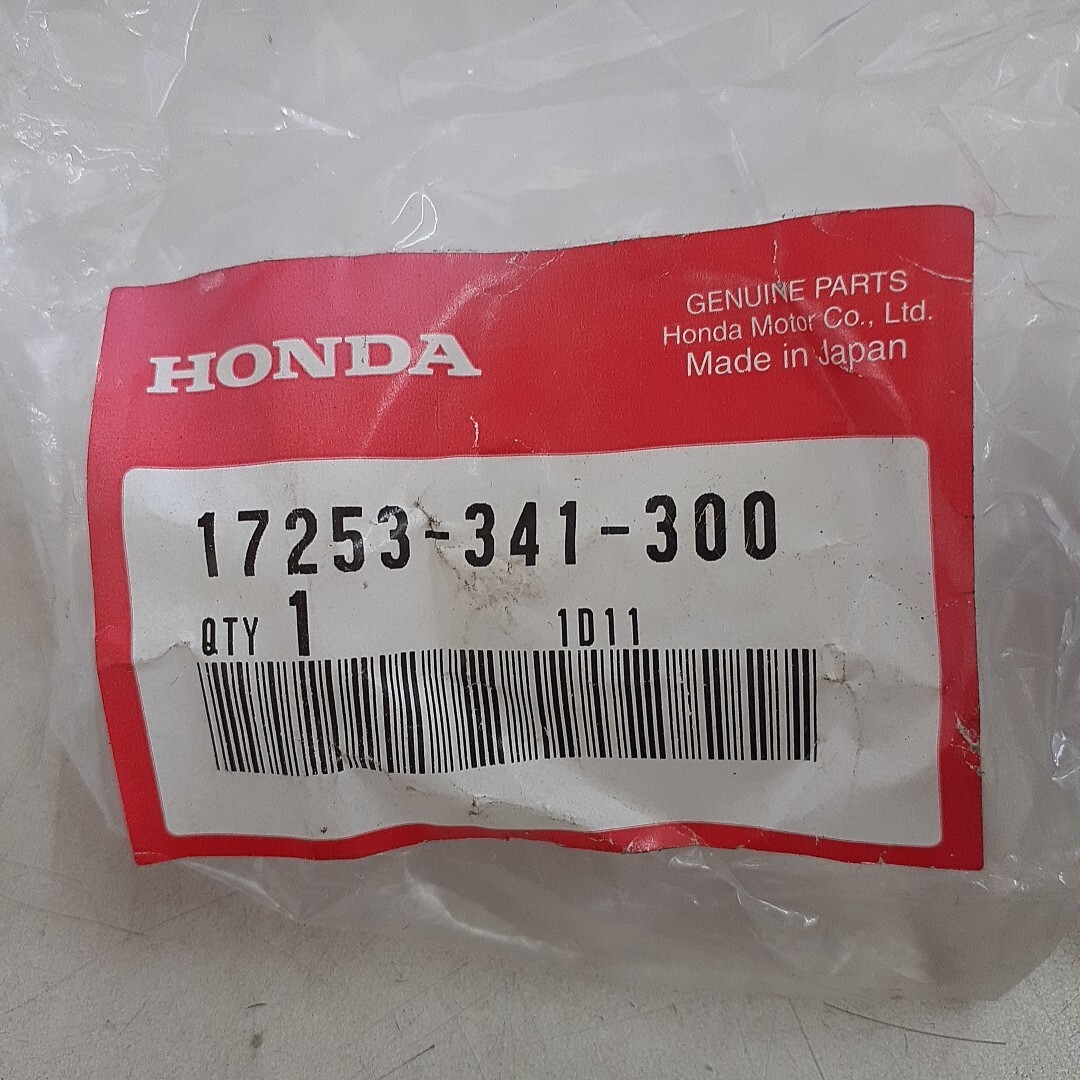 HONDA
GENUINE PARTS
Honda Motor Co., Ltd.
Made in Japan
17253-341-300
QTY 1 1D11